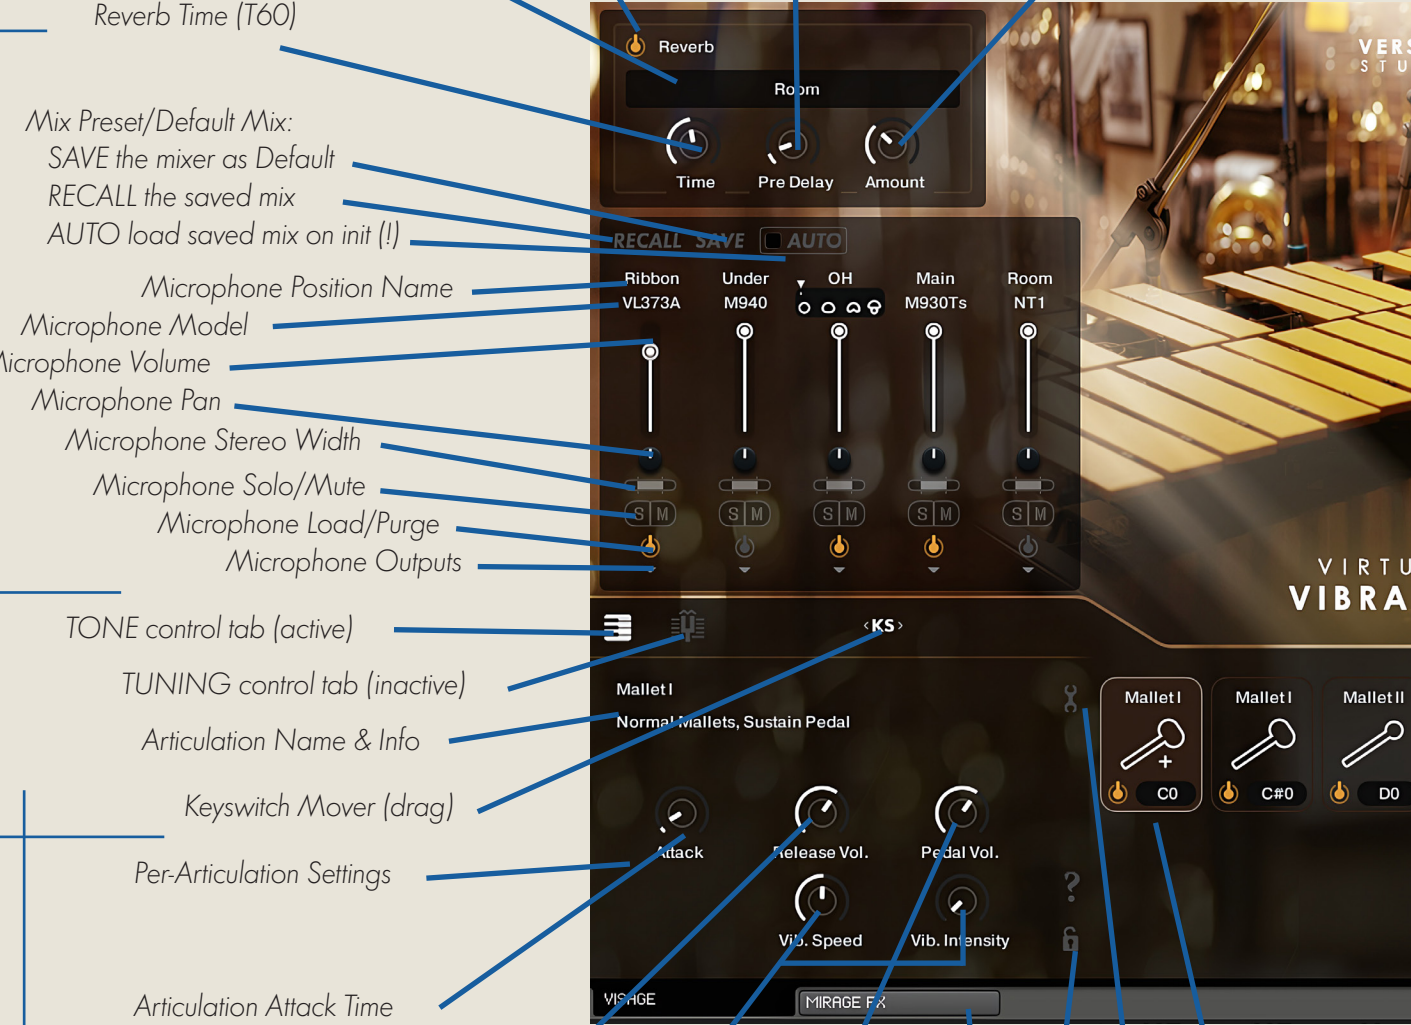 Reverb Time (T60)
Mix Preset/Default Mix:
SAVE the mixer as Default
RECALL the saved mix
AUTO load saved mix on init (!)
Microphone Position Name
Microphone Model
Microphone Volume
Microphone Pan
Microphone Stereo Width
Microphone Solo/Mute
Microphone Load/Purge
Microphone Outputs
TONE control tab (active)
TUNING control tab (inactive)
Articulation Name & Info
Keyswitch Mover (drag)
Per-Articulation Settings
Articulation Attack Time
Reverb
Room
Time Pre Delay Amount
RECALL SAVE AUTO
Ribbon Under OH Main Room
VL373A M940 M930Ts NT1
S M S M S M S M S M
‹KS›
Mallet I
Normal Mallets, Sustain Pedal
Attack Release Vol. Pedal Vol.
Vib. Speed Vib. Intensity
?
VISAGE MIRAGE FX
VERS
STU
VIRTU
VIBRA
Mallet I Mallet I Mallet II
C0 C#0 D0